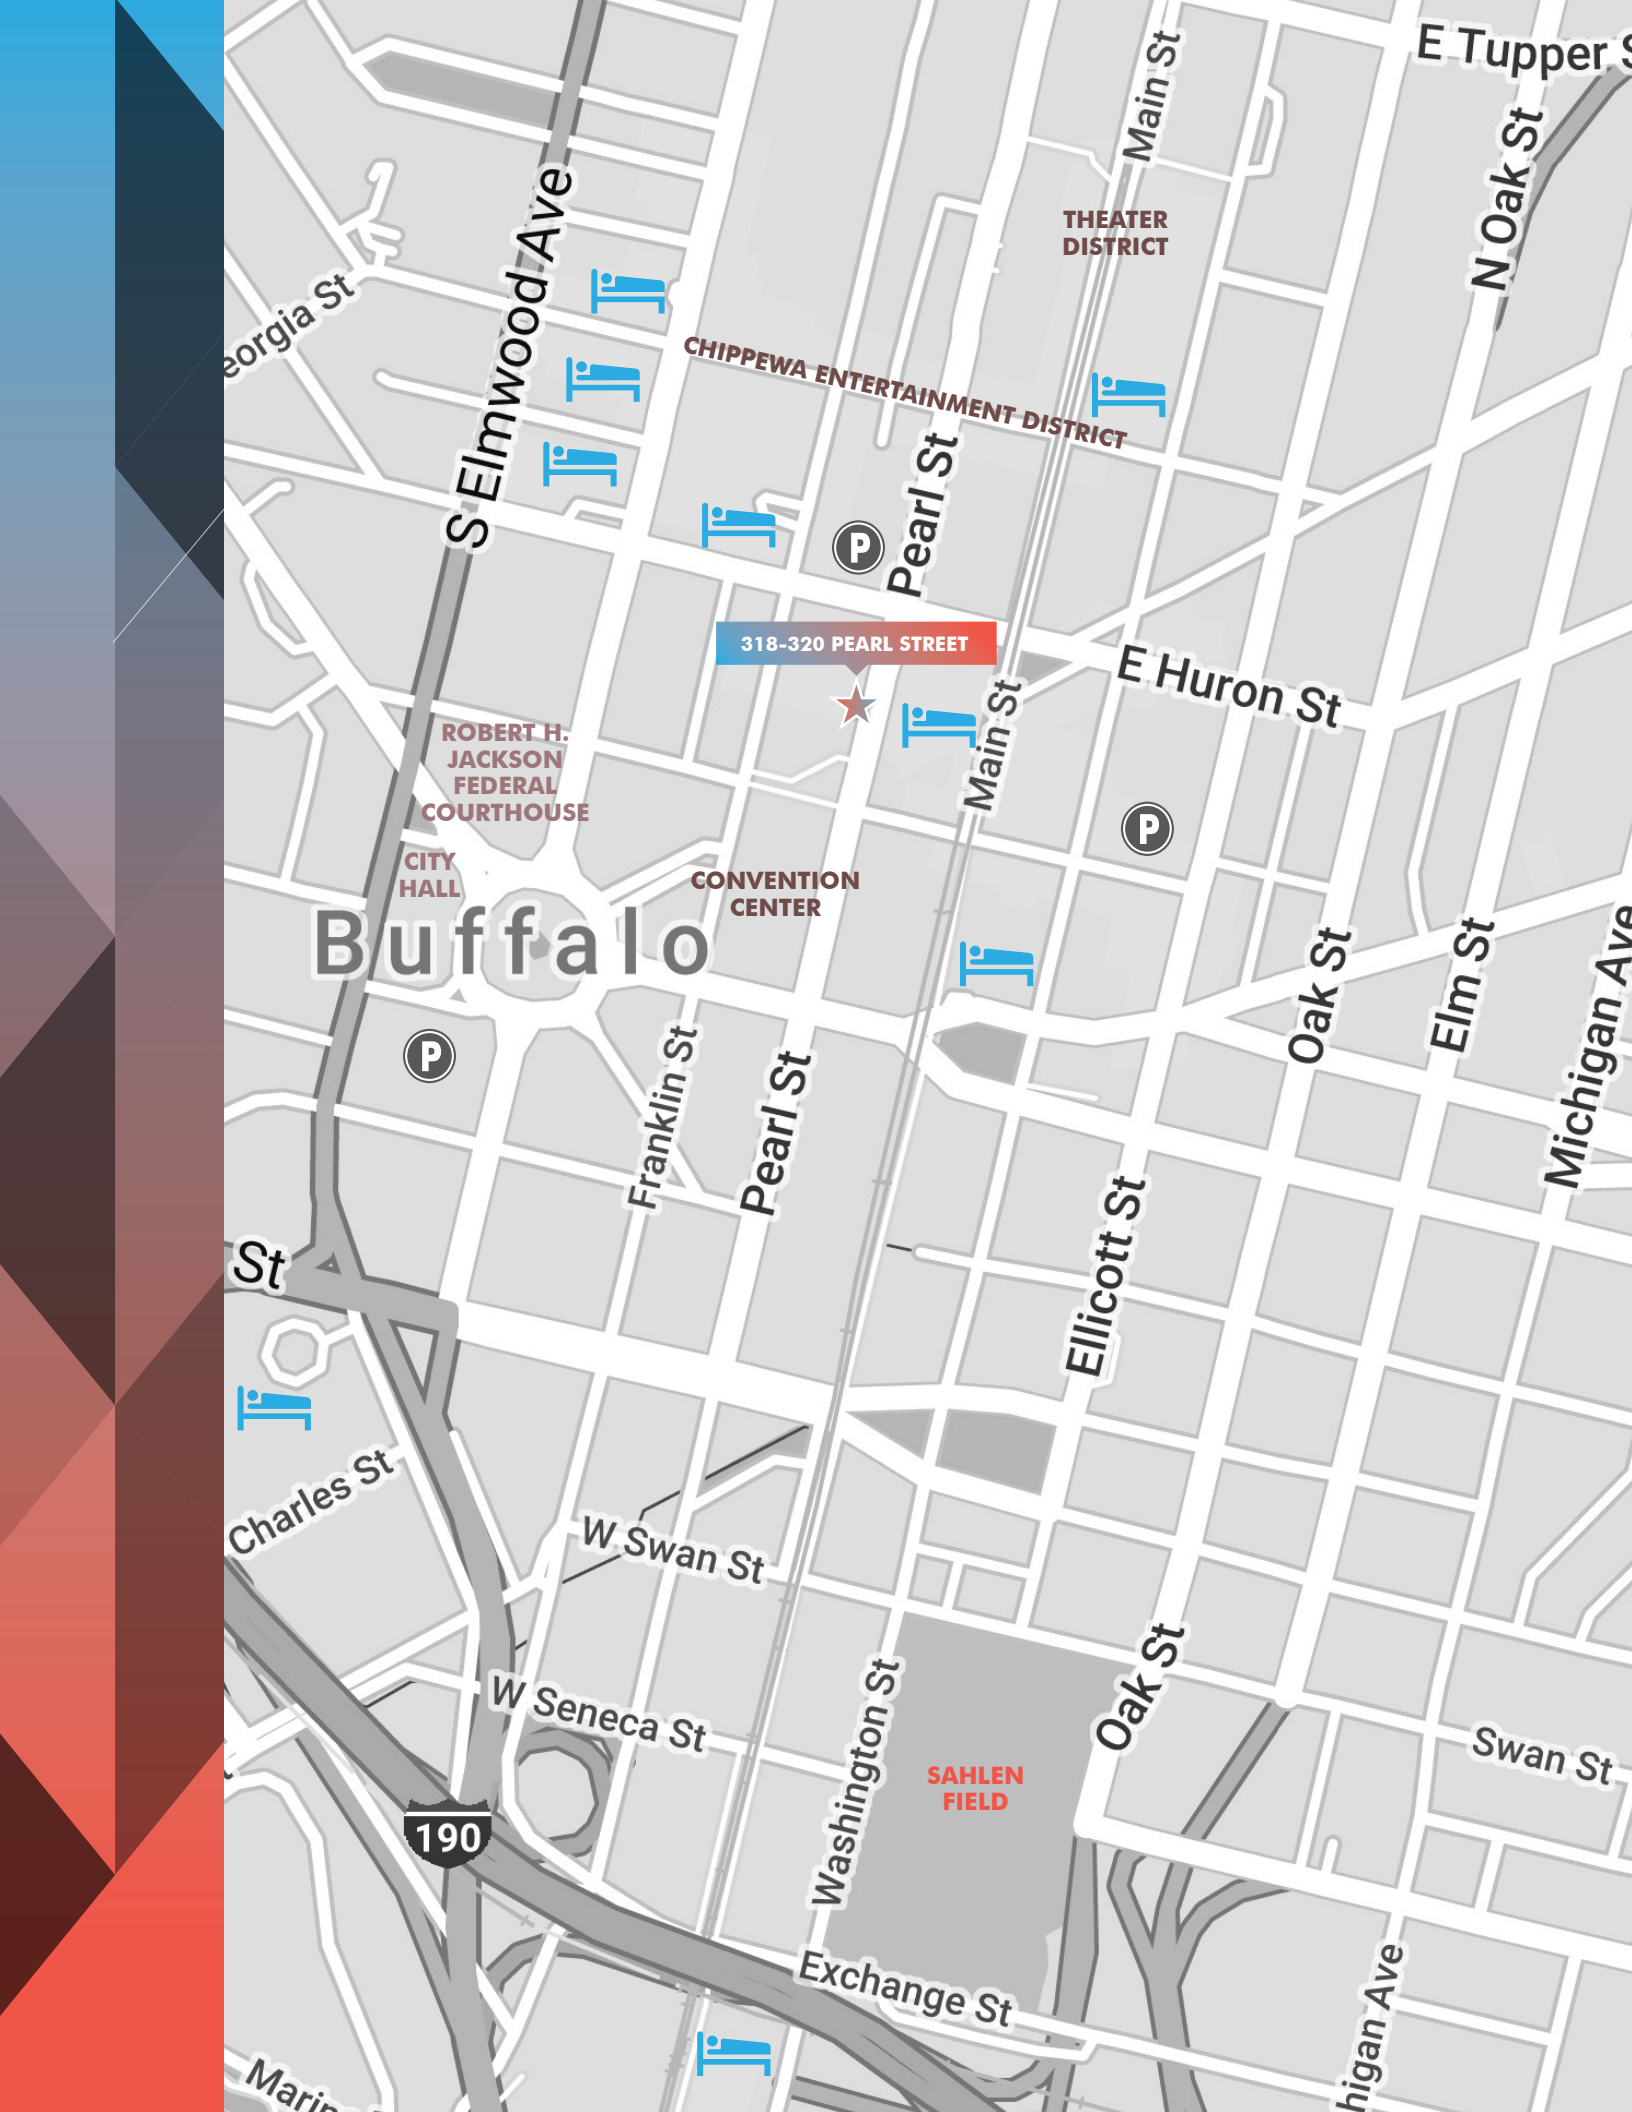 E Tupper S
Main St
N Oak St
S Elmwood Ave
THEATER
DISTRICT
eorgia St
CHIPPEWA ENTERTAINMENT DISTRICT
Pearl St
P
318-320 PEARL STREET
E Huron St
Main St
ROBERT H.
JACKSON
FEDERAL
COURTHOUSE
P
CITY
HALL
CONVENTION
CENTER
Buffalo
Oak St
Elm St
Michigan Ave
P
Franklin St
Pearl St
Ellicott St
St
Charles St
W Swan St
Oak St
W Seneca St
Washington St
Swan St
SAHLEN
FIELD
190
Exchange St
higan Ave
Marin